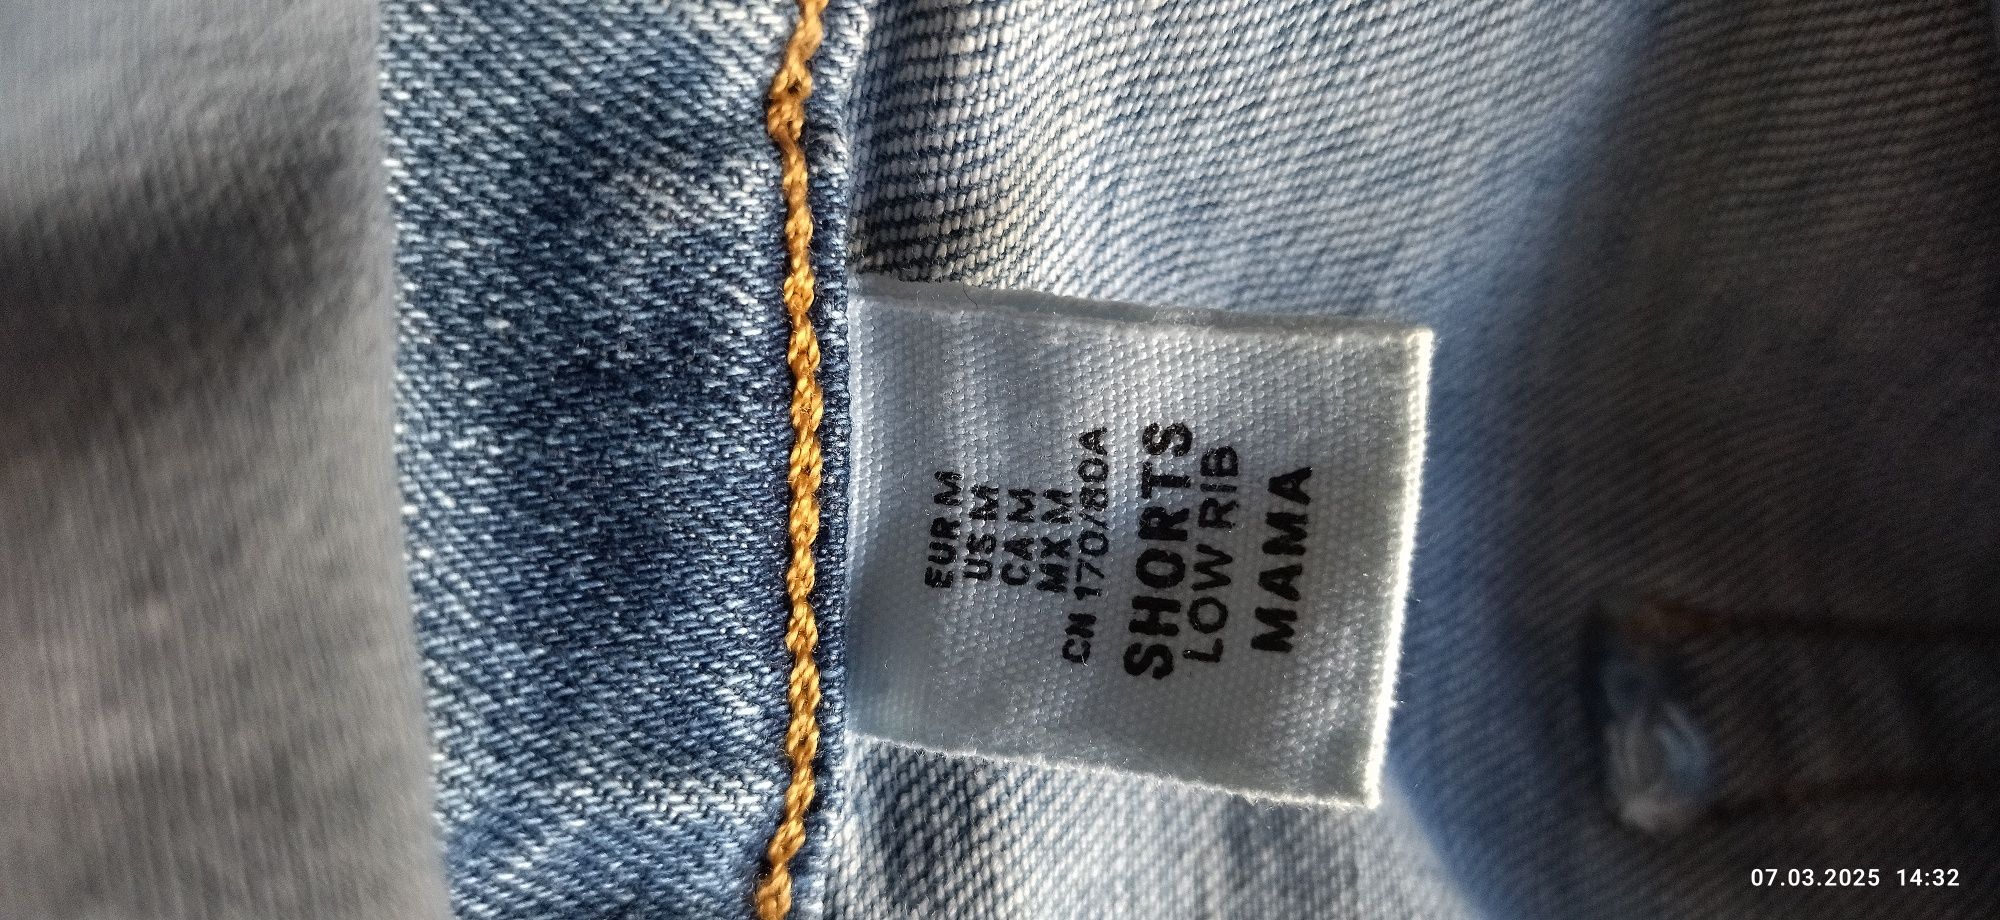 EUR M
US M
CA M
MX M
CN 170/80A
SHORTS
LOW RIB
MAMA
07.03.2025 14:32